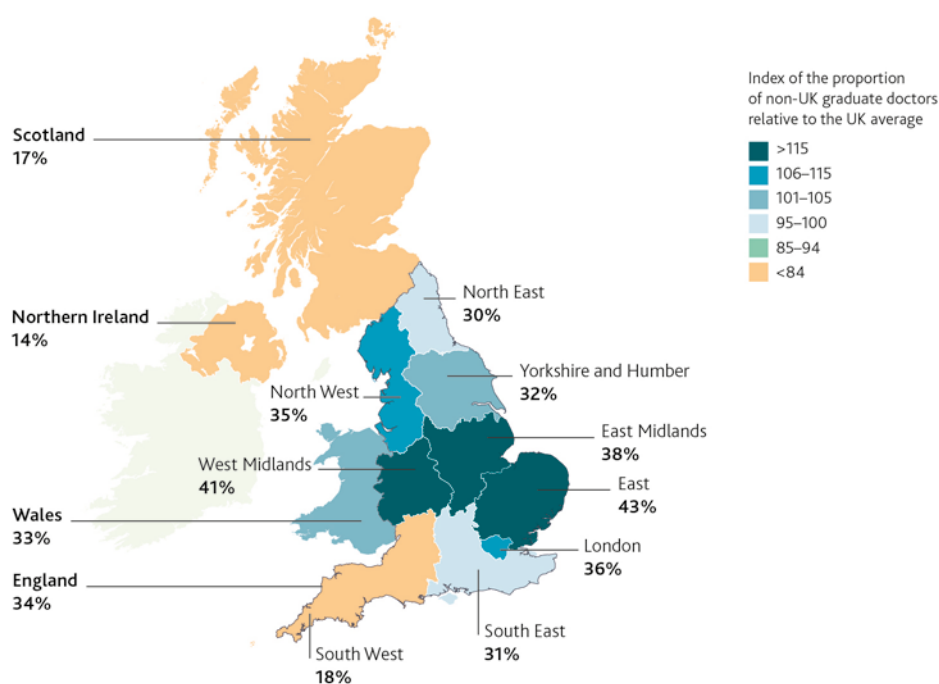 Index of the proportion
of non-UK graduate doctors
relative to the UK average
>115
106–115
101–105
95–100
85–94
<84
Scotland
17%
Northern Ireland
14%
North East
30%
Yorkshire and Humber
32%
North West
35%
East Midlands
38%
West Midlands
41%
East
43%
Wales
33%
London
36%
England
34%
South East
31%
South West
18%